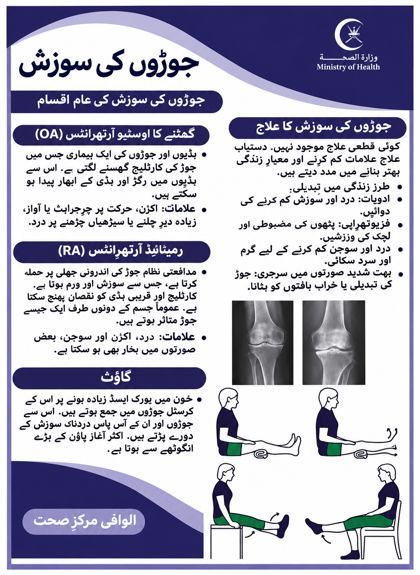 وزارة الصحة
Ministry of Health
جوڑوں کی سوزش
جوڑوں کی سوزش کی عام اقسام
گھٹنے کا اوسٹیو آرتھرائٹس (OA)
• ہڈیوں اور جوڑوں کی ایک بیماری جس میں
جوڑ کی کارٹلیج گھسنے لگتی ہے۔ اس سے
ہڈیوں میں رگڑ اور ہڈی کے ابھار پیدا ہو
سکتے ہیں.
• علامات: اکڑن، حرکت پر چرچراہٹ یا آواز،
زیادہ دیر چلنے یا سیڑھیاں چڑھنے پر درد.
رمیٹائیڈ آرتھرائٹس (RA)
• مدافعتی نظام جوڑ کی اندرونی جھلی پر حملہ
کرتا ہے، جس سے سوزش اور ورم ہوتا ہے.
کارٹلیج اور قریبی ہڈی کو نقصان پہنچ سکتا
ہے. عموماً جسم کے دونوں طرف ایک جیسے
جوڑ متاثر ہوتے ہیں.
• علامات: درد، اکڑن اور سوجن، بعض
صورتوں میں بخار بھی ہو سکتا ہے.
گاؤٹ
• خون میں یورک ایسڈ زیادہ ہونے پر اس کے
کرسٹل جوڑوں میں جمع ہوتے ہیں. اس سے
جوڑوں اور ان کے آس پاس دردناک سوزش کے
دورے پڑتے ہیں. اکثر آغاز پاؤں کے بڑے
انگوٹھے سے ہوتا ہے.
الوافی مرکزِ صحت
جوڑوں کی سوزش کا علاج
کوئی قطعی علاج موجود نہیں. دستیاب
علاج علامات کم کرنے اور معیارِ زندگی
بہتر بنانے میں مدد دیتے ہیں.
• طرز زندگی میں تبدیلی.
• ادویات: درد اور سوزش کم کرنے کی
دوائیں.
• فزیوتھراپی: پٹھوں کی مضبوطی اور
لچک کی ورزشیں.
• درد اور سوجن کم کرنے کے لیے گرم
اور سرد سکائی.
• بہت شدید صورتوں میں سرجری: جوڑ
کی تبدیلی یا خراب بافتوں کو ہٹانا.